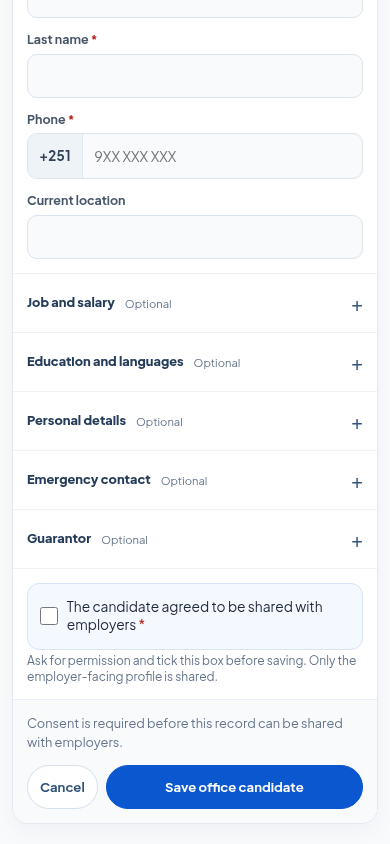 Last name *
Phone *
+251 9XX XXX XXX
Current location
Job and salary Optional +
Education and languages Optional +
Personal details Optional +
Emergency contact Optional +
Guarantor Optional +
The candidate agreed to be shared with
employers *
Ask for permission and tick this box before saving. Only the
employer-facing profile is shared.
Consent is required before this record can be shared
with employers.
Cancel Save office candidate